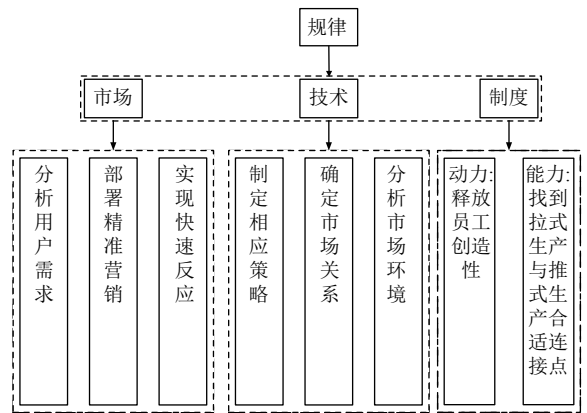 规律
市场
技术
制度
分析用户需求
部署精准营销
实现快速反应
制定相应策略
确定市场关系
分析市场环境
动力:
释放
员工
创造
性
能力:
找到
拉式
生产
与推
式生
产合
适连
接点